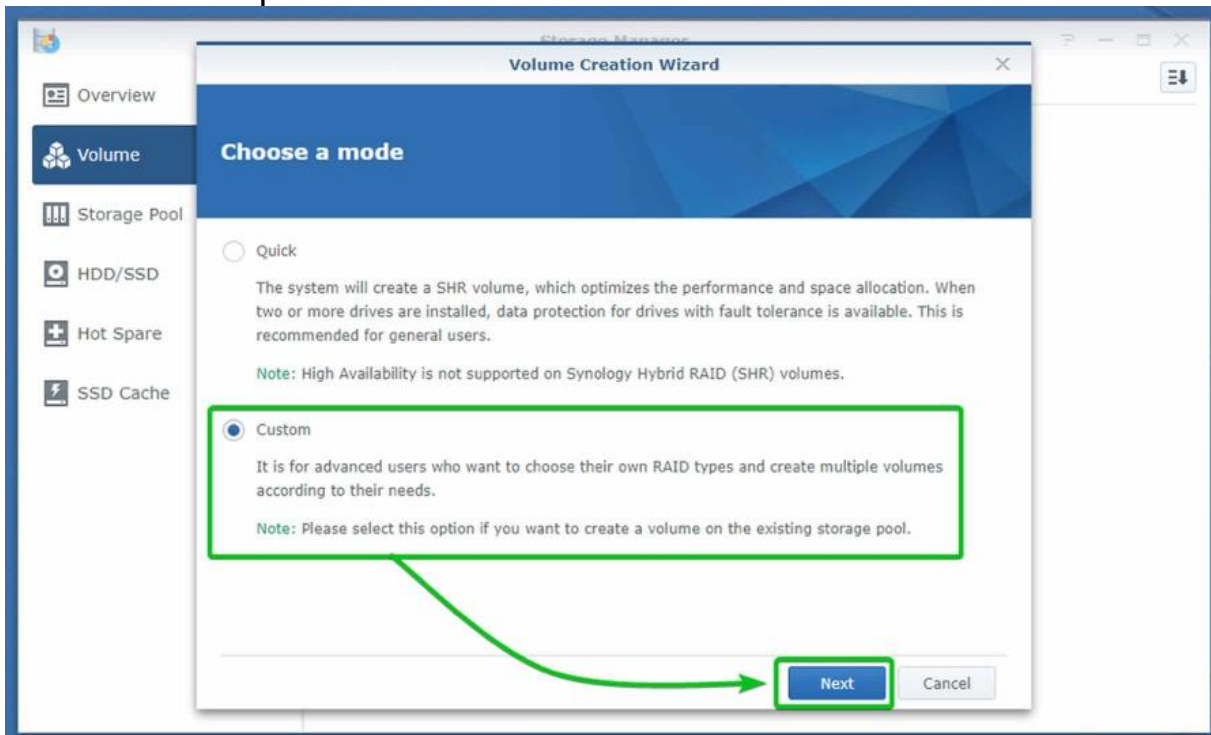 Storage Manager
Volume Creation Wizard
Overview
Volume
Storage Pool
HDD/SSD
Hot Spare
SSD Cache
Choose a mode
Quick
The system will create a SHR volume, which optimizes the performance and space allocation. When
two or more drives are installed, data protection for drives with fault tolerance is available. This is
recommended for general users.
Note: High Availability is not supported on Synology Hybrid RAID (SHR) volumes.
Custom
It is for advanced users who want to choose their own RAID types and create multiple volumes
according to their needs.
Note: Please select this option if you want to create a volume on the existing storage pool.
Next Cancel